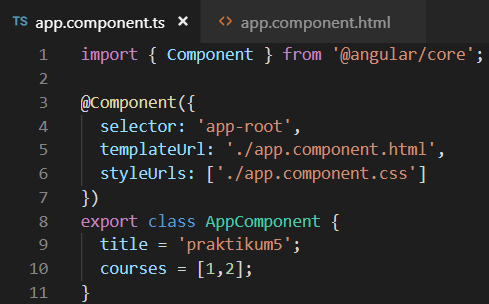 TS app.component.ts × <> app.component.html
1 import { Component } from '@angular/core';
2
3 @Component({
4   selector: 'app-root',
5   templateUrl: './app.component.html',
6   styleUrls: ['./app.component.css']
7 })
8 export class AppComponent {
9   title = 'praktikum5';
10   courses = [1,2];
11 }